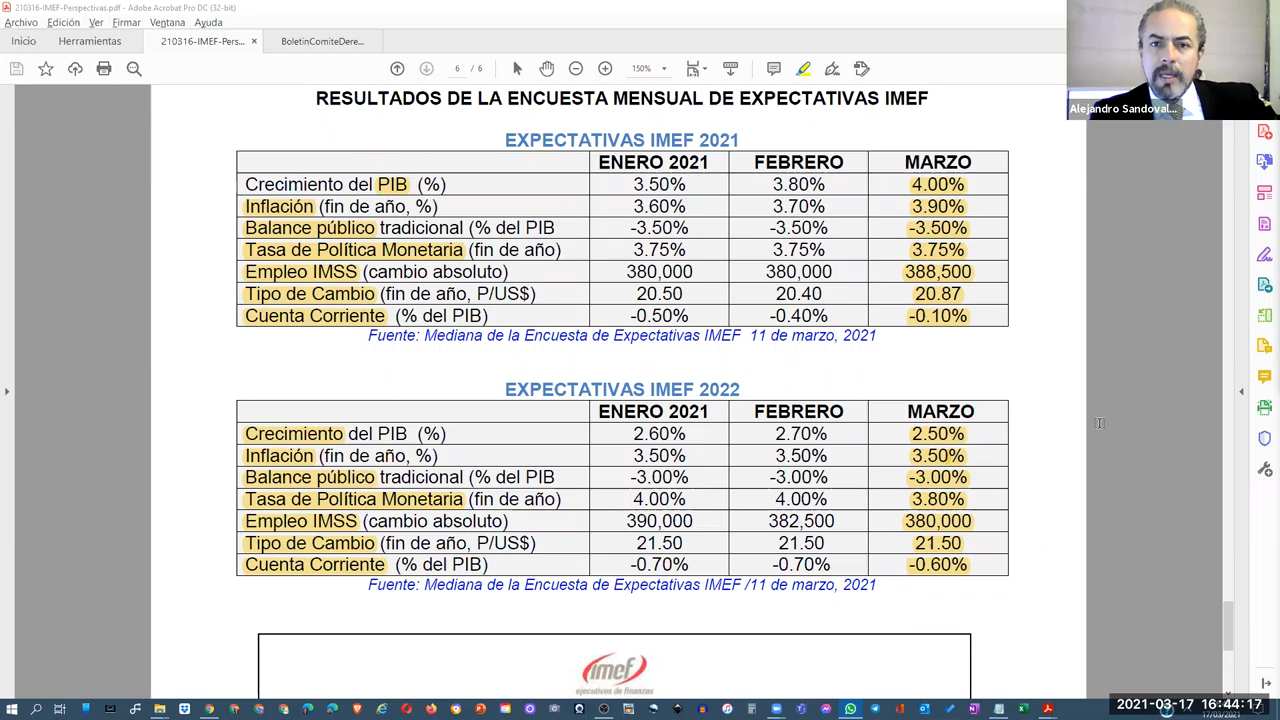 210316-IMEF-Perspectivas.pdf - Adobe Acrobat Pro DC (32-bit)
Archivo Edición Ver Firmar Ventana Ayuda
Inicio Herramientas 210316-IMEF-Pers... × BoletinComiteDere...
6 / 6 150%
Alejandro Sandoval...
RESULTADOS DE LA ENCUESTA MENSUAL DE EXPECTATIVAS IMEF
EXPECTATIVAS IMEF 2021
ENERO 2021 FEBRERO MARZO
Crecimiento del PIB (%) 3.50% 3.80% 4.00%
Inflación (fin de año, %) 3.60% 3.70% 3.90%
Balance público tradicional (% del PIB -3.50% -3.50% -3.50%
Tasa de Política Monetaria (fin de año) 3.75% 3.75% 3.75%
Empleo IMSS (cambio absoluto) 380,000 380,000 388,500
Tipo de Cambio (fin de año, P/US$) 20.50 20.40 20.87
Cuenta Corriente (% del PIB) -0.50% -0.40% -0.10%
Fuente: Mediana de la Encuesta de Expectativas IMEF 11 de marzo, 2021
EXPECTATIVAS IMEF 2022
ENERO 2021 FEBRERO MARZO
Crecimiento del PIB (%) 2.60% 2.70% 2.50%
Inflación (fin de año, %) 3.50% 3.50% 3.50%
Balance público tradicional (% del PIB -3.00% -3.00% -3.00%
Tasa de Política Monetaria (fin de año) 4.00% 4.00% 3.80%
Empleo IMSS (cambio absoluto) 390,000 382,500 380,000
Tipo de Cambio (fin de año, P/US$) 21.50 21.50 21.50
Cuenta Corriente (% del PIB) -0.70% -0.70% -0.60%
Fuente: Mediana de la Encuesta de Expectativas IMEF /11 de marzo, 2021
imef
ejecutivos de finanzas
2021-03-17 16:44:17
17/03/2021